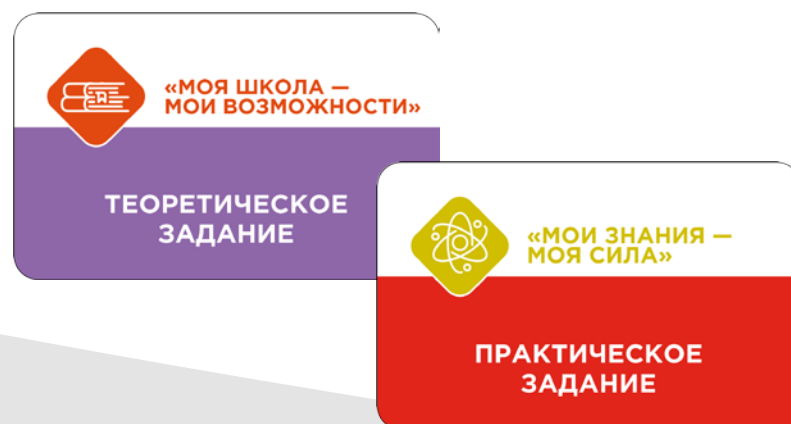 «МОЯ ШКОЛА —
МОИ ВОЗМОЖНОСТИ»
ТЕОРЕТИЧЕСКОЕ
ЗАДАНИЕ
«МОИ ЗНАНИЯ —
МОЯ СИЛА»
ПРАКТИЧЕСКОЕ
ЗАДАНИЕ